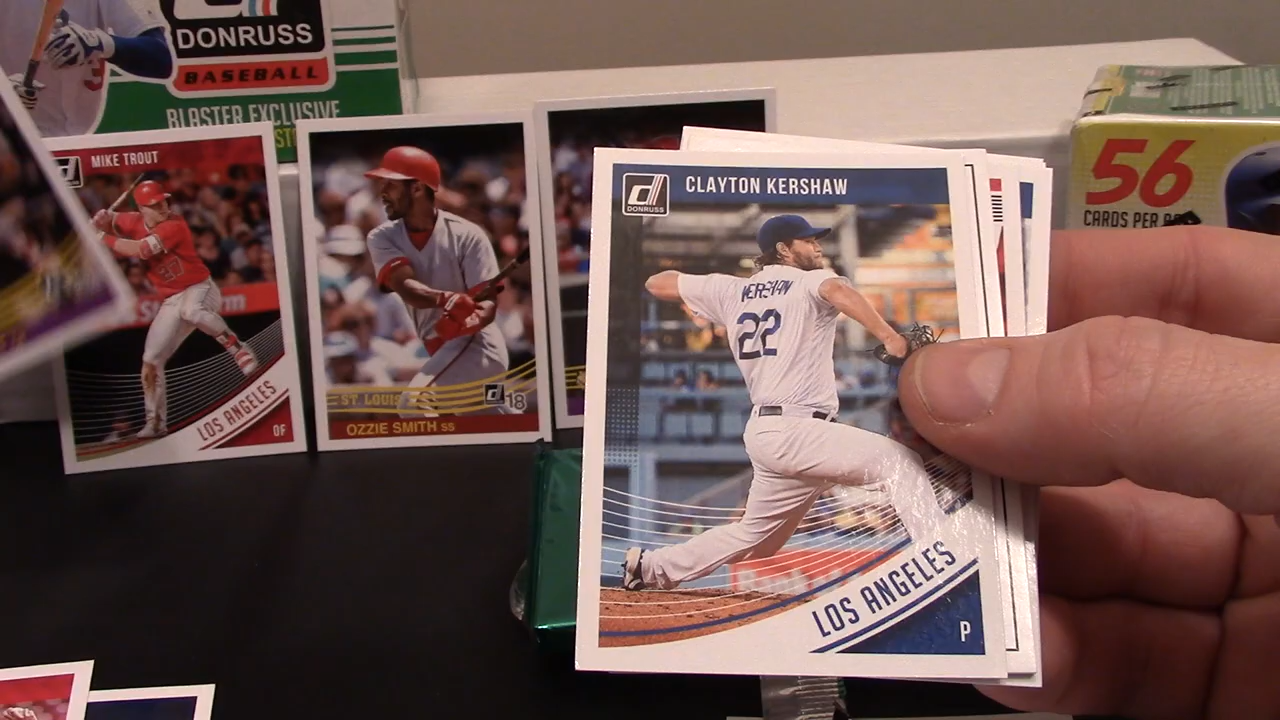 DONRUSS
BASEBALL
BLASTER EXCLUSIVE
MIKE TROUT
LOS ANGELES
OF
ST LOUIS
18
OZZIE SMITH SS
DONRUSS
CLAYTON KERSHAW
KERSHAW
22
LOS ANGELES
P
56
CARDS PER